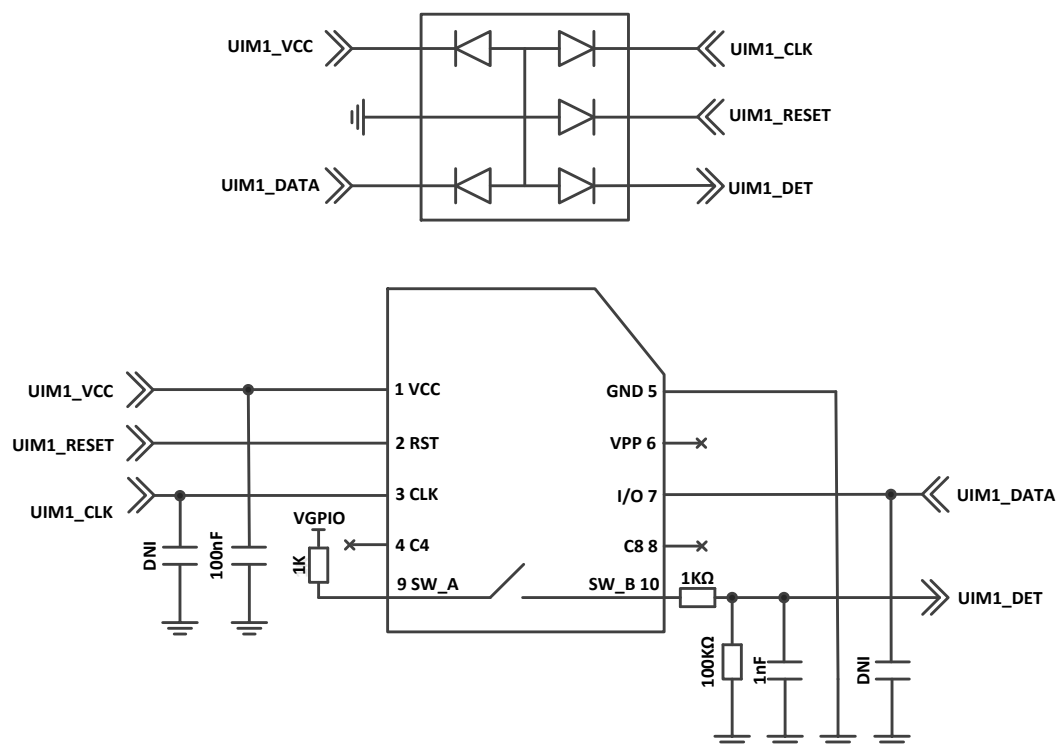 UIM1_VCC
UIM1_CLK
UIM1_RESET
UIM1_DATA
UIM1_DET
UIM1_VCC
1 VCC
GND 5
UIM1_RESET
2 RST
VPP 6
UIM1_CLK
3 CLK
I/O 7
UIM1_DATA
VGPIO
4 C4
C8 8
DNI
100nF
1K
9 SW_A
SW_B 10
1KΩ
UIM1_DET
100KΩ
1nF
DNI